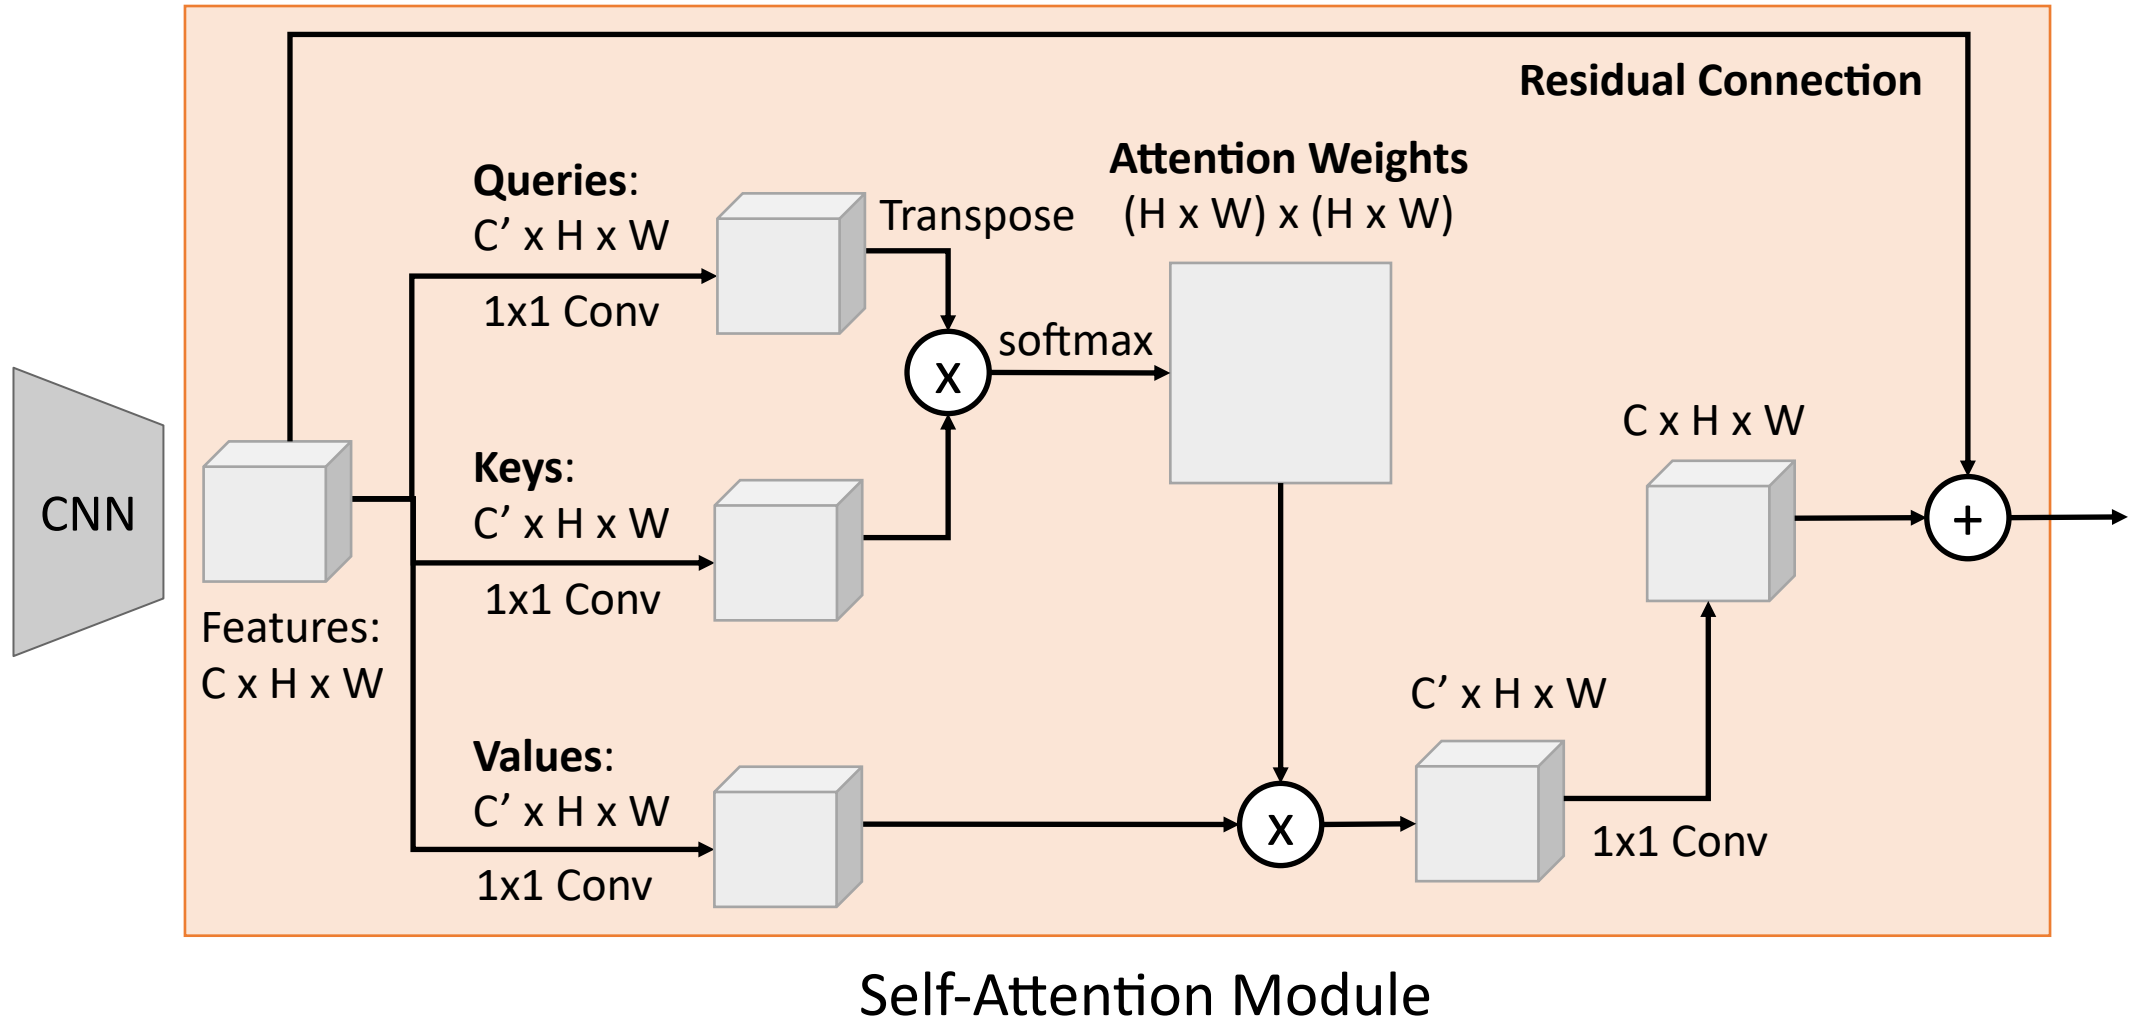 Residual Connection
Attention Weights
(H x W) x (H x W)
Queries:
C’ x H x W
1x1 Conv
Transpose
x
softmax
Keys:
C’ x H x W
1x1 Conv
CNN
Features:
C x H x W
Values:
C’ x H x W
1x1 Conv
x
C’ x H x W
1x1 Conv
C x H x W
+
Self-Attention Module